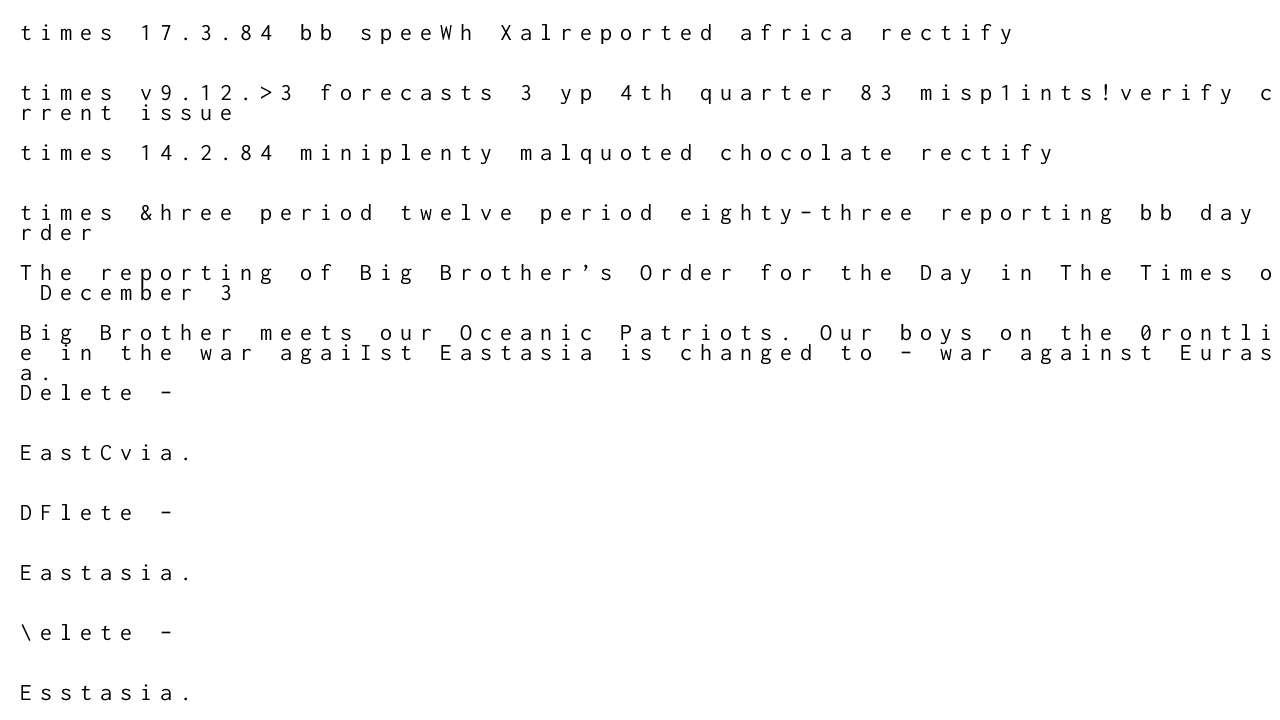 times 17.3.84 bb speeWh Xalreported africa rectify
times v9.12.>3 forecasts 3 yp 4th quarter 83 misp1ints!verify c
rrent issue
times 14.2.84 miniplenty malquoted chocolate rectify
times &hree period twelve period eighty-three reporting bb day
rder
The reporting of Big Brother's Order for the Day in The Times o
December 3
Big Brother meets our Oceanic Patriots. Our boys on the 0rontli
e in the war agaiIst Eastasia is changed to - war against Euras
a.
Delete -
EastCvia.
DFlete -
Eastasia.
\elete -
Esstasia.